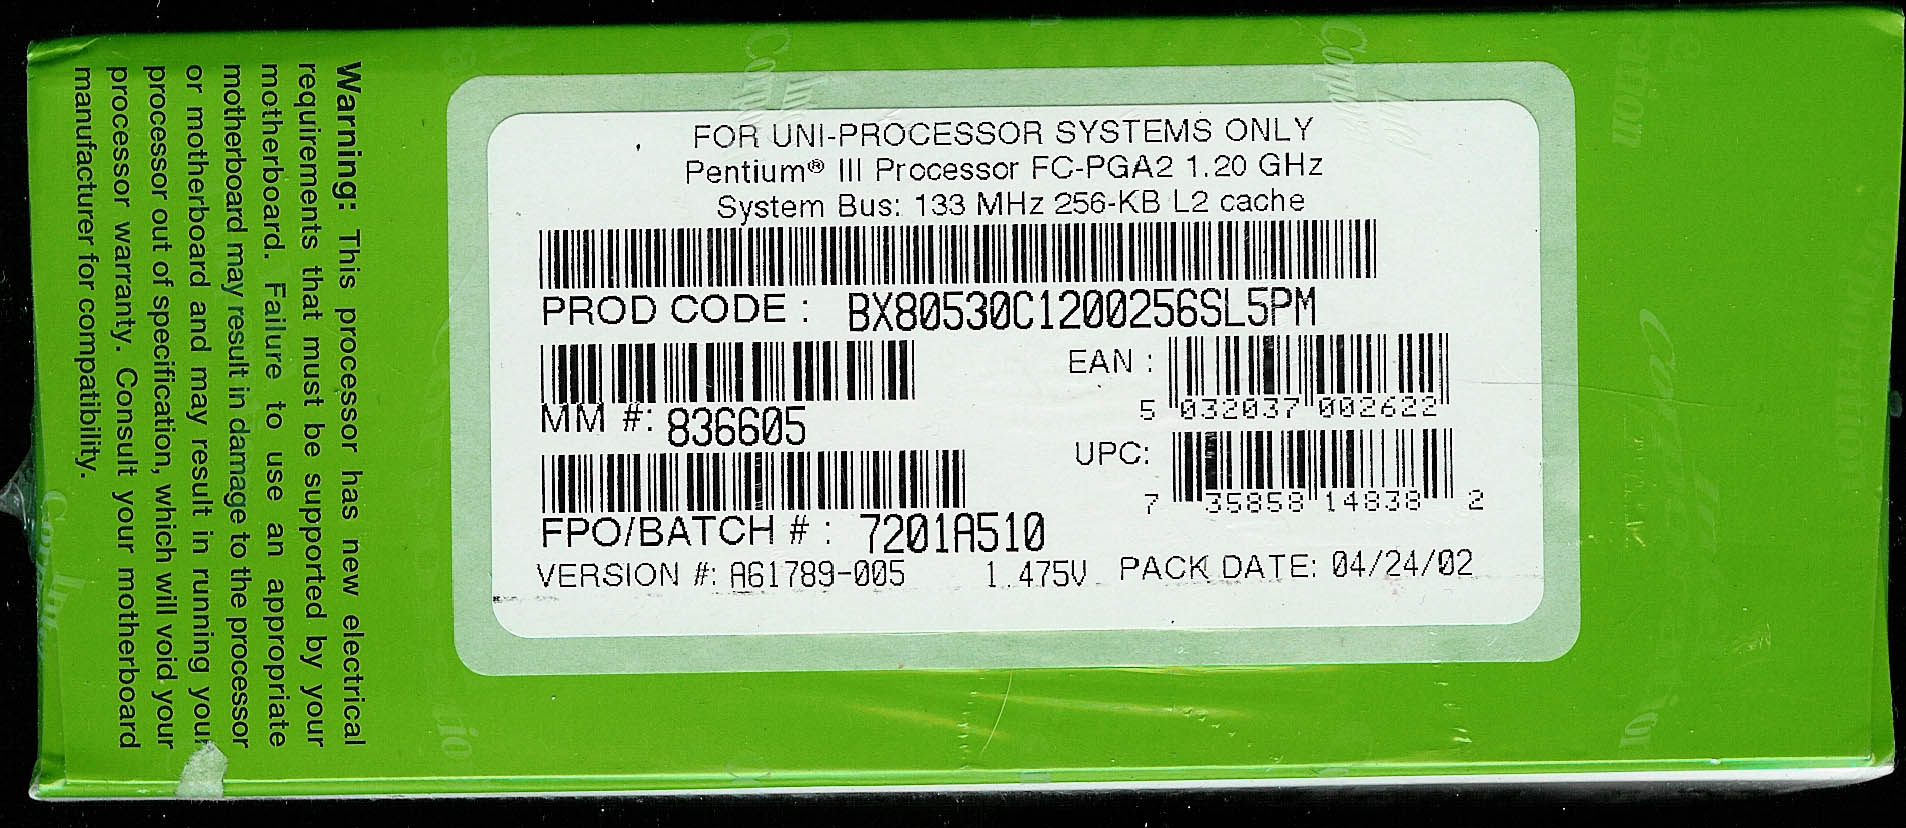 Warning: This processor has new electrical
requirements that must be supported by your
motherboard. Failure to use an appropriate
motherboard may result in damage to the processor
or motherboard and may result in running your
processor out of specification, which will void your
processor warranty. Consult your motherboard
manufacturer for compatibility.
FOR UNI-PROCESSOR SYSTEMS ONLY
Pentium® III Processor FC-PGA2 1.20 GHz
System Bus: 133 MHz 256-KB L2 cache
PROD CODE : BX80530C1200256SL5PM
MM #: 836605
EAN :
5 032037 002622
UPC:
7 35858 14838 2
FPO/BATCH # : 7201A510
VERSION #: A61789-005 1.475V PACK DATE: 04/24/02